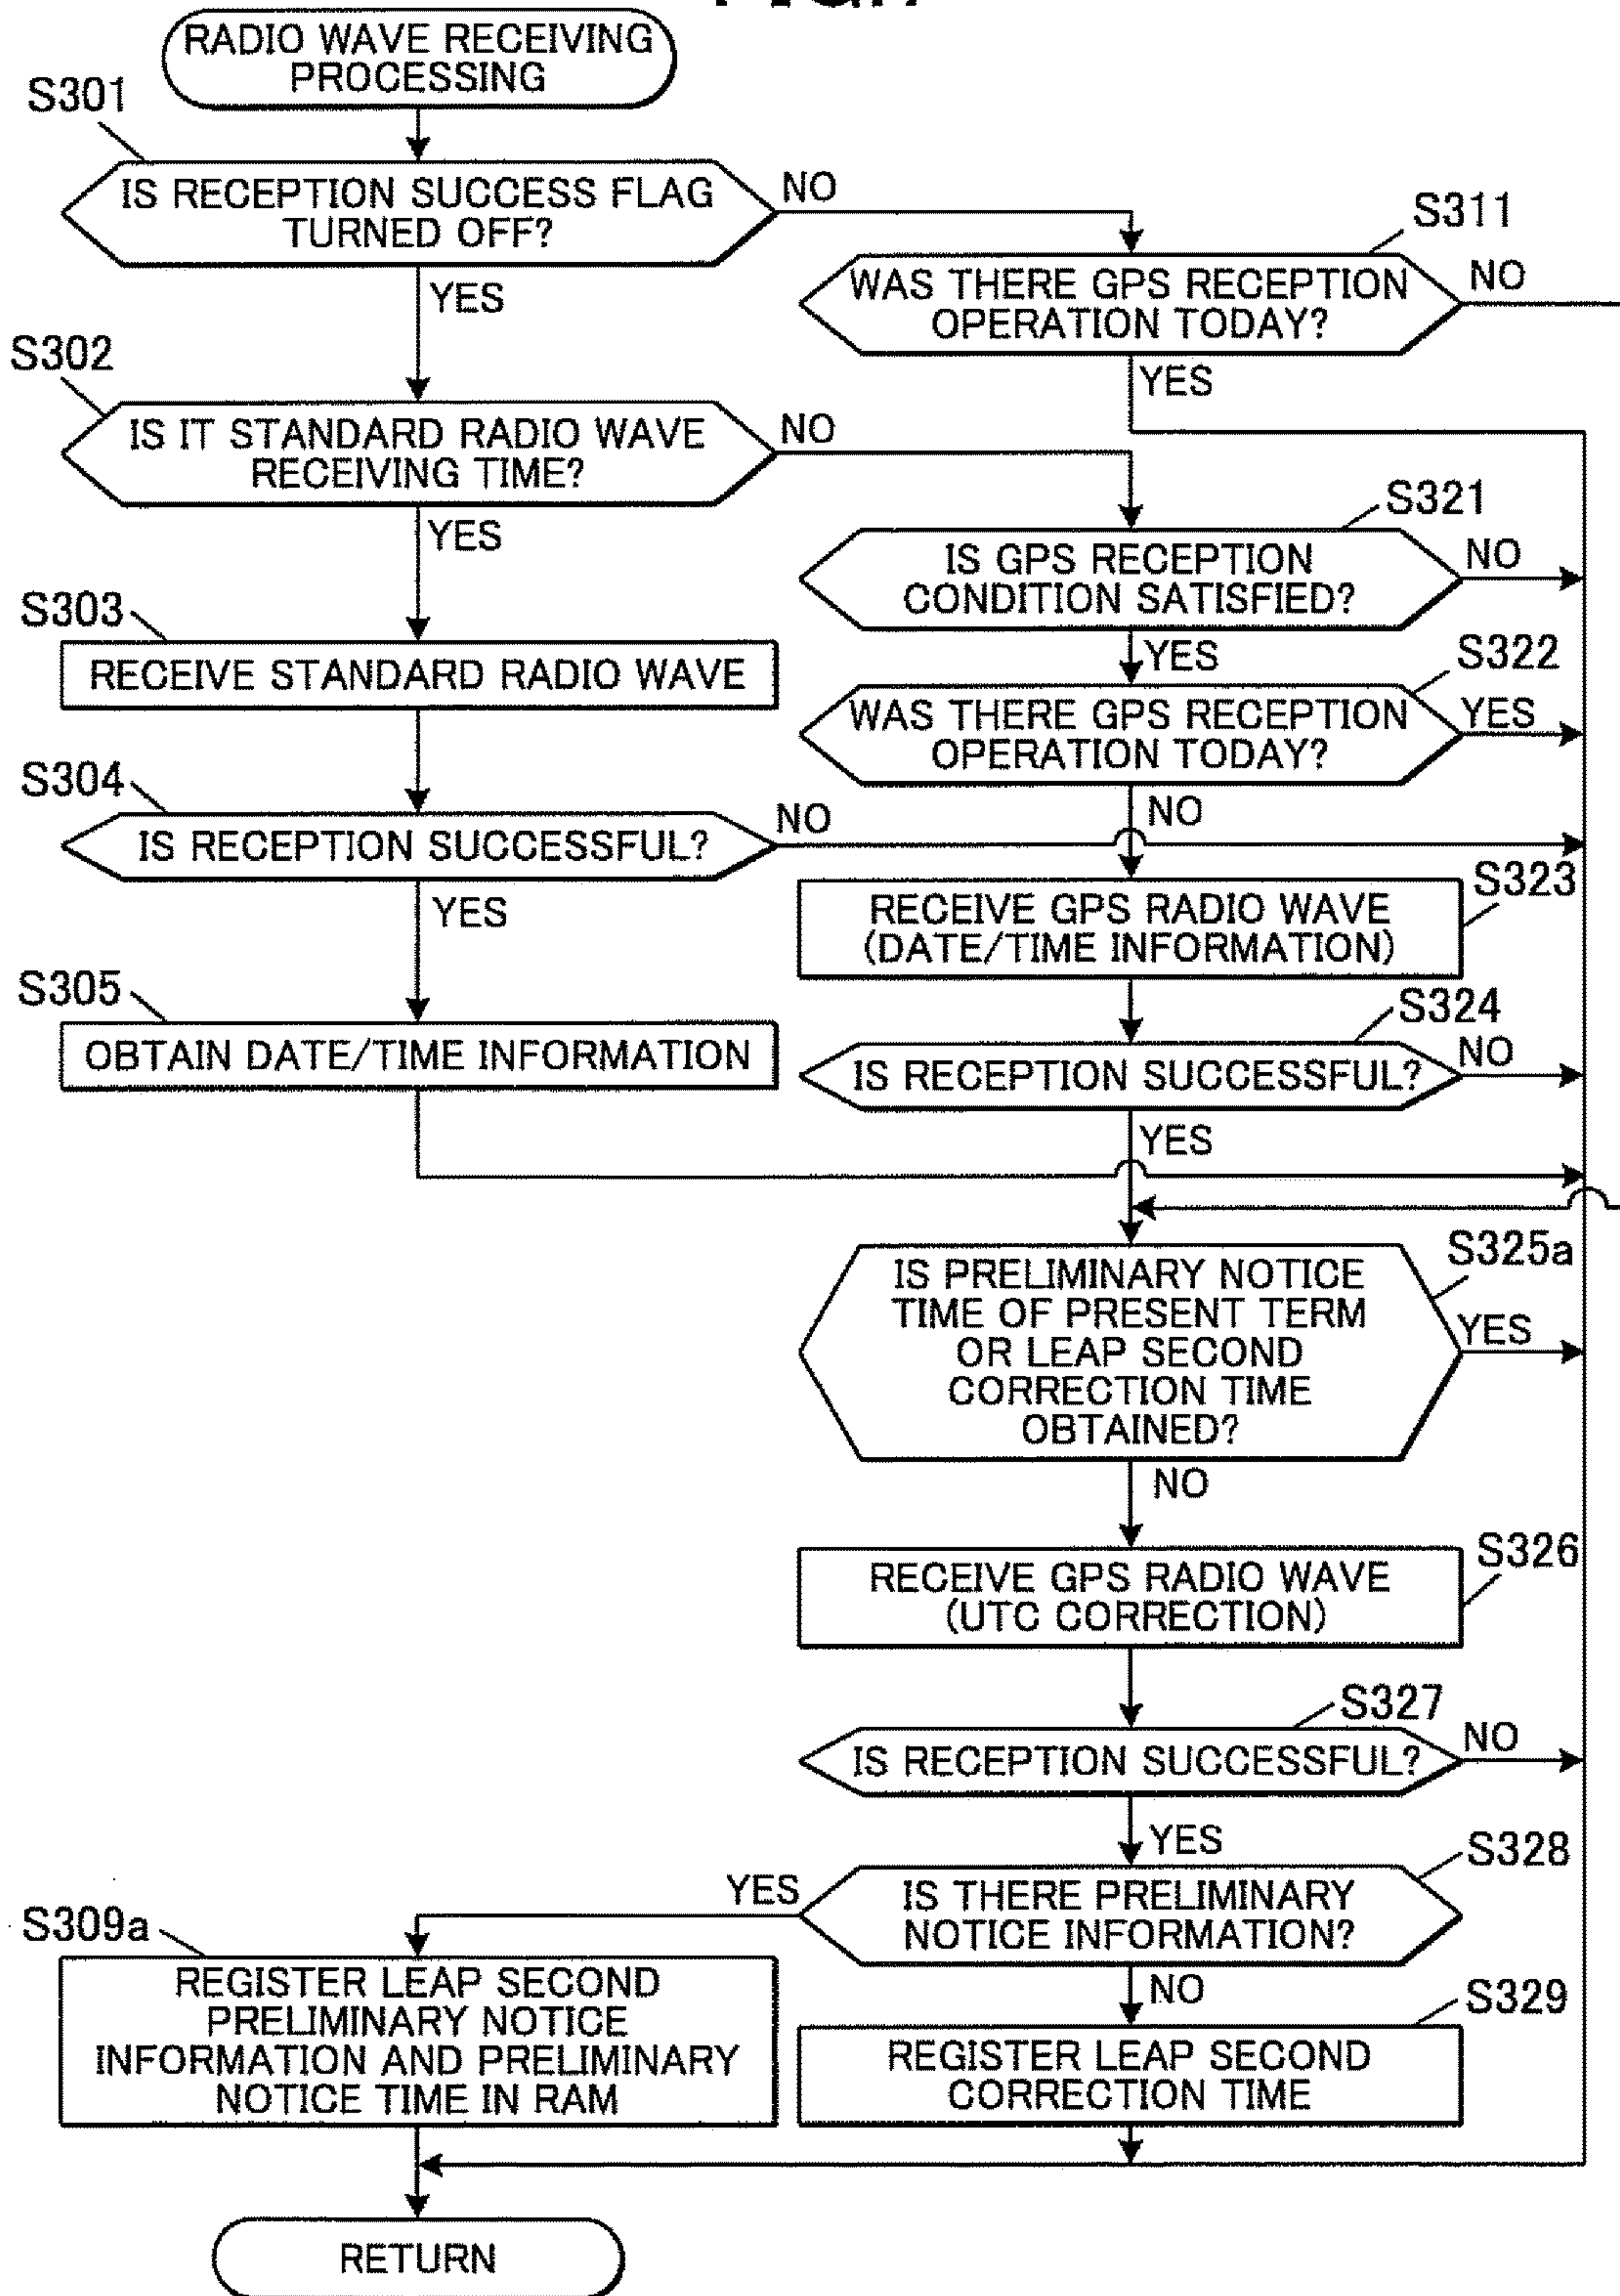 RADIO WAVE RECEIVING
PROCESSING
S301
IS RECEPTION SUCCESS FLAG
TURNED OFF?
NO
YES
S311
WAS THERE GPS RECEPTION
OPERATION TODAY?
NO
YES
S302
IS IT STANDARD RADIO WAVE
RECEIVING TIME?
NO
YES
S321
IS GPS RECEPTION
CONDITION SATISFIED?
NO
YES
S303
RECEIVE STANDARD RADIO WAVE
S322
WAS THERE GPS RECEPTION
OPERATION TODAY?
YES
NO
S304
IS RECEPTION SUCCESSFUL?
NO
YES
S323
RECEIVE GPS RADIO WAVE
(DATE/TIME INFORMATION)
S305
OBTAIN DATE/TIME INFORMATION
S324
IS RECEPTION SUCCESSFUL?
NO
YES
S325a
IS PRELIMINARY NOTICE
TIME OF PRESENT TERM
OR LEAP SECOND
CORRECTION TIME
OBTAINED?
YES
NO
S326
RECEIVE GPS RADIO WAVE
(UTC CORRECTION)
S327
IS RECEPTION SUCCESSFUL?
NO
YES
S328
IS THERE PRELIMINARY
NOTICE INFORMATION?
YES
NO
S309a
REGISTER LEAP SECOND
PRELIMINARY NOTICE
INFORMATION AND PRELIMINARY
NOTICE TIME IN RAM
S329
REGISTER LEAP SECOND
CORRECTION TIME
RETURN